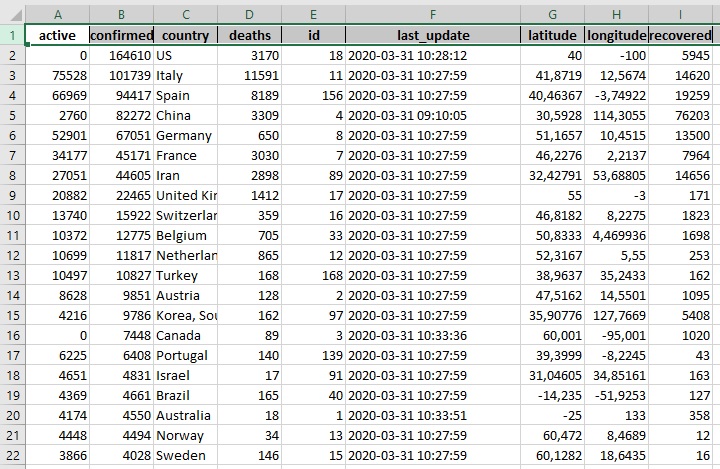 A B C D E F G H I
1 active confirmed country deaths id last_update latitude longitude recovered
2 0 164610 US 3170 18 2020-03-31 10:28:12 40 -100 5945
3 75528 101739 Italy 11591 11 2020-03-31 10:27:59 41,8719 12,5674 14620
4 66969 94417 Spain 8189 156 2020-03-31 10:27:59 40,46367 -3,74922 19259
5 2760 82272 China 3309 4 2020-03-31 09:10:05 30,5928 114,3055 76203
6 52901 67051 Germany 650 8 2020-03-31 10:27:59 51,1657 10,4515 13500
7 34177 45171 France 3030 7 2020-03-31 10:27:59 46,2276 2,2137 7964
8 27051 44605 Iran 2898 89 2020-03-31 10:27:59 32,42791 53,68805 14656
9 20882 22465 United Kin 1412 17 2020-03-31 10:27:59 55 -3 171
10 13740 15922 Switzerlar 359 16 2020-03-31 10:27:59 46,8182 8,2275 1823
11 10372 12775 Belgium 705 33 2020-03-31 10:27:59 50,8333 4,469936 1698
12 10699 11817 Netherlan 865 12 2020-03-31 10:27:59 52,3167 5,55 253
13 10497 10827 Turkey 168 168 2020-03-31 10:27:59 38,9637 35,2433 162
14 8628 9851 Austria 128 2 2020-03-31 10:27:59 47,5162 14,5501 1095
15 4216 9786 Korea, Sou 162 97 2020-03-31 10:27:59 35,90776 127,7669 5408
16 0 7448 Canada 89 3 2020-03-31 10:33:36 60,001 -95,001 1020
17 6225 6408 Portugal 140 139 2020-03-31 10:27:59 39,3999 -8,2245 43
18 4651 4831 Israel 17 91 2020-03-31 10:27:59 31,04605 34,85161 163
19 4369 4661 Brazil 165 40 2020-03-31 10:27:59 -14,235 -51,9253 127
20 4174 4550 Australia 18 1 2020-03-31 10:33:51 -25 133 358
21 4448 4494 Norway 34 13 2020-03-31 10:27:59 60,472 8,4689 12
22 3866 4028 Sweden 146 15 2020-03-31 10:27:59 60,1282 18,6435 16